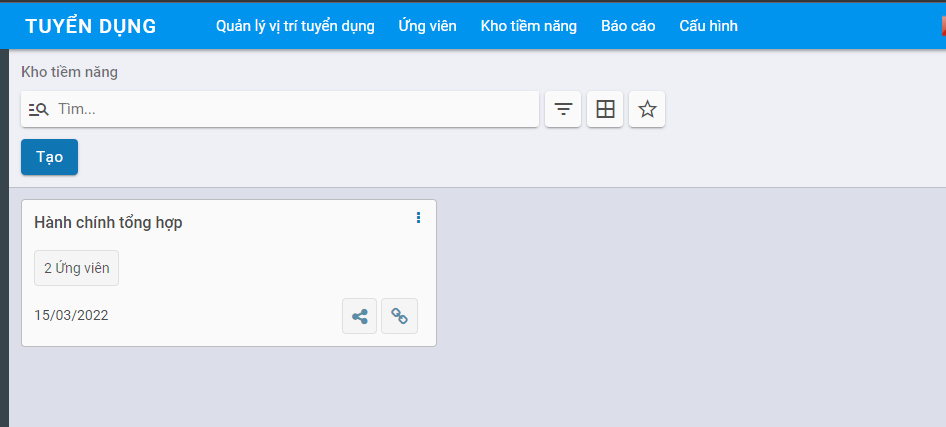 TUYỂN DỤNG Quản lý vị trí tuyển dụng Ứng viên Kho tiềm năng Báo cáo Cấu hình
Kho tiềm năng
Tìm...
Tạo
Hành chính tổng hợp
2 Ứng viên
15/03/2022